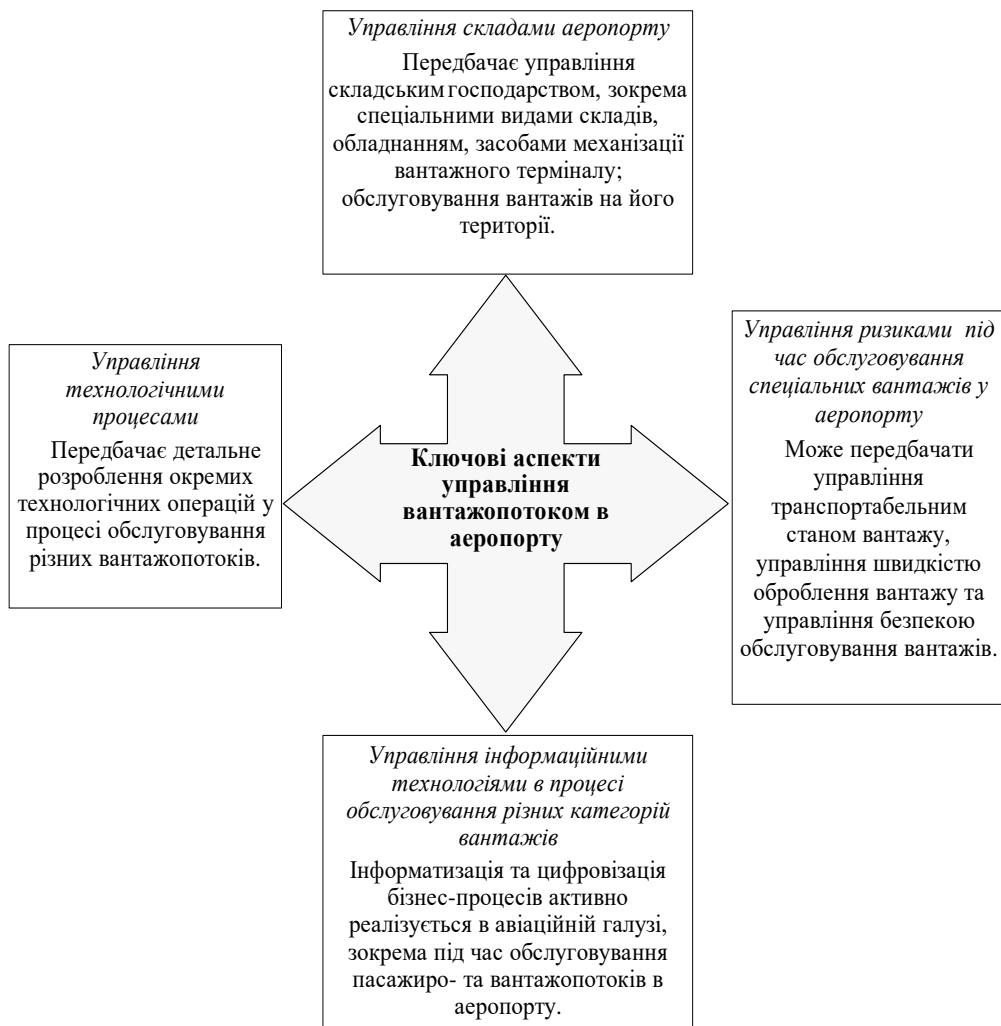 Управління складами аеропорту
Передбачає управління
складським господарством, зокрема
спеціальними видами складів,
обладнанням, засобами механізації
вантажного терміналу;
обслуговування вантажів на його
території.
Управління
технологічними
процесами
Передбачає детальне
розроблення окремих
технологічних операцій у
процесі обслуговування
різних вантажопотоків.
Ключові аспекти
управління
вантажопотоком в
аеропорту
Управління ризиками під
час обслуговування
спеціальних вантажів у
аеропорту
Може передбачати
управління
транспортабельним
станом вантажу,
управління швидкістю
оброблення вантажу та
управління безпекою
обслуговування вантажів.
Управління інформаційними
технологіями в процесі
обслуговування різних категорій
вантажів
Інформатизація та цифровізація
бізнес-процесів активно
реалізується в авіаційній галузі,
зокрема під час обслуговування
пасажиро- та вантажопотоків в
аеропорту.